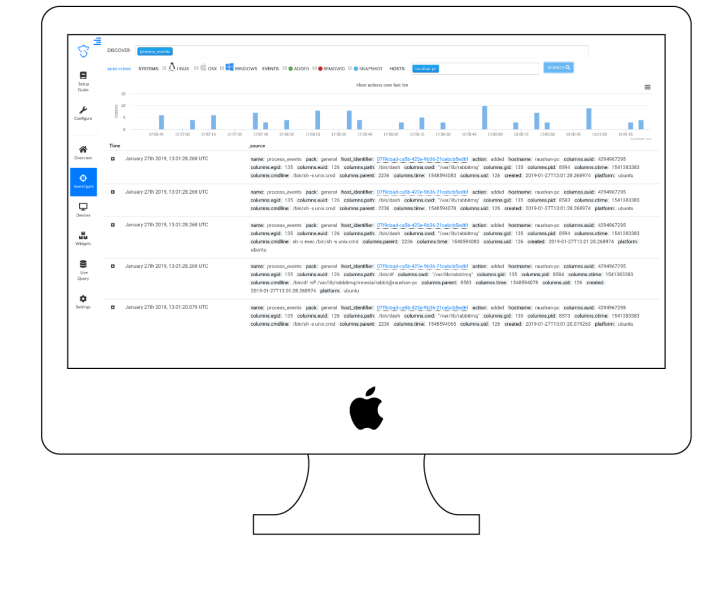 DISCOVER: process_events
SYSTEMS: LINUX OSX WINDOWS EVENTS: ADDED REMOVED SNAPSHOT HOSTS: raushan-pc SEARCH
Host actions over last 5m
Setup
Guide
Configure
Overview
Investigate
Devices
Widgets
Live
Query
Settings
Time _source
January 27th 2019, 13:01:28.268 UTC
name: process_events pack: general host_identifier: action: added hostname: raushan-pc columns.auid: 4294967295
columns.egid: 135 columns.euid: 126 columns.path: /bin/dash columns.cwd: "/var/lib/rabbitmq" columns.gid: 135 columns.pid: 8594 columns.ctime: 1541383383
columns.cmdline: /bin/sh -s unix:cmd columns.parent: 2236 columns.time: 1548594083 columns.uid: 126 created: 2019-01-27T13:01:28.268974 platform: ubuntu
January 27th 2019, 13:01:28.268 UTC
name: process_events pack: general host_identifier: action: added hostname: raushan-pc columns.auid: 4294967295
columns.egid: 135 columns.euid: 126 columns.path: /bin/dash columns.cwd: "/var/lib/rabbitmq" columns.gid: 135 columns.pid: 8583 columns.ctime: 1541383383
columns.cmdline: /bin/sh -s unix:cmd columns.parent: 2236 columns.time: 1548594078 columns.uid: 126 created: 2019-01-27T13:01:28.268974 platform: ubuntu
January 27th 2019, 13:01:28.268 UTC
name: process_events pack: general host_identifier: action: added hostname: raushan-pc columns.auid: 4294967295
columns.egid: 135 columns.euid: 126 columns.path: /bin/dash columns.cwd: "/var/lib/rabbitmq" columns.gid: 135 columns.pid: 8594 columns.ctime: 1541383383
columns.cmdline: sh -c exec /bin/sh -s unix:cmd columns.parent: 2236 columns.time: 1548594083 columns.uid: 126 created: 2019-01-27T13:01:28.268974 platform:
ubuntu
January 27th 2019, 13:01:28.268 UTC
name: process_events pack: general host_identifier: action: added hostname: raushan-pc columns.auid: 4294967295
columns.egid: 135 columns.euid: 126 columns.path: /bin/df columns.cwd: "/var/lib/rabbitmq" columns.gid: 135 columns.pid: 8584 columns.ctime: 1541383383
columns.cmdline: /bin/df -kP /var/lib/rabbitmq/mnesia/rabbit@raushan-pc columns.parent: 8583 columns.time: 1548594078 columns.uid: 126 created:
2019-01-27T13:01:28.268974 platform: ubuntu
January 27th 2019, 13:01:20.879 UTC
name: process_events pack: general host_identifier: action: added hostname: raushan-pc columns.auid: 4294967295
columns.egid: 135 columns.euid: 126 columns.path: /bin/dash columns.cwd: "/var/lib/rabbitmq" columns.gid: 135 columns.pid: 8573 columns.ctime: 1541383383
columns.cmdline: /bin/sh -s unix:cmd columns.parent: 2236 columns.time: 1548594065 columns.uid: 126 created: 2019-01-27T13:01:20.879263 platform: ubuntu